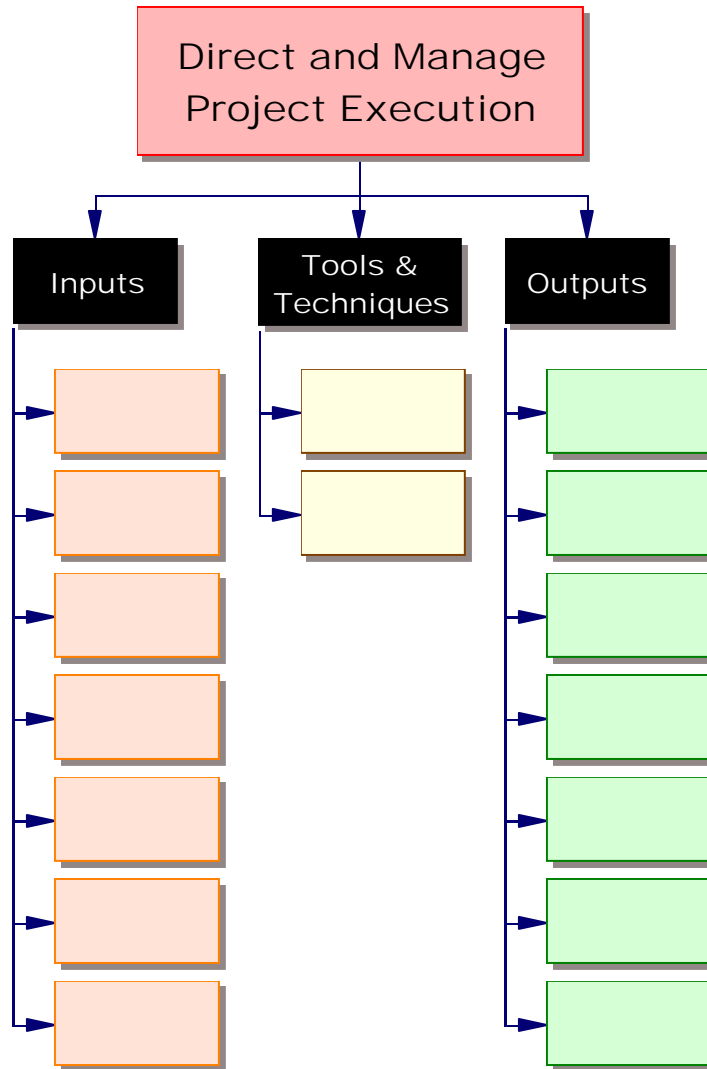 Direct and Manage
Project Execution
Inputs
Tools &
Techniques
Outputs